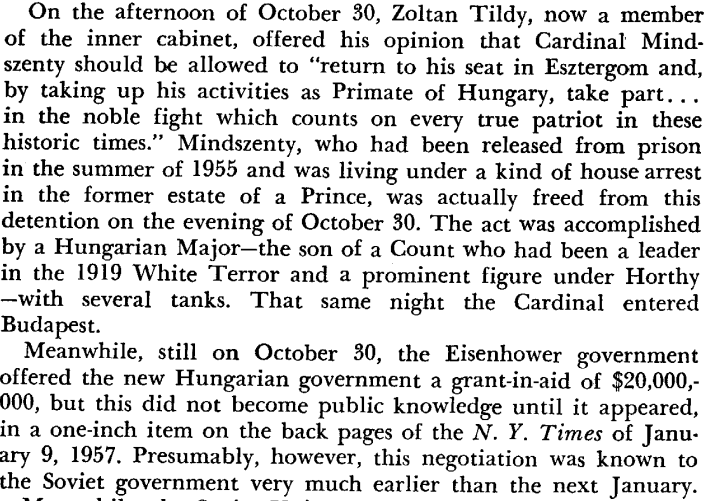 On the afternoon of October 30, Zoltan Tildy, now a member
of the inner cabinet, offered his opinion that Cardinal Mind-
szenty should be allowed to "return to his seat in Esztergom and,
by taking up his activities as Primate of Hungary, take part...
in the noble fight which counts on every true patriot in these
historic times." Mindszenty, who had been released from prison
in the summer of 1955 and was living under a kind of house arrest
in the former estate of a Prince, was actually freed from this
detention on the evening of October 30. The act was accomplished
by a Hungarian Major—the son of a Count who had been a leader
in the 1919 White Terror and a prominent figure under Horthy
—with several tanks. That same night the Cardinal entered
Budapest.
Meanwhile, still on October 30, the Eisenhower government
offered the new Hungarian government a grant-in-aid of $20,000,-
000, but this did not become public knowledge until it appeared,
in a one-inch item on the back pages of the N. Y. Times of Janu-
ary 9, 1957. Presumably, however, this negotiation was known to
the Soviet government very much earlier than the next January.